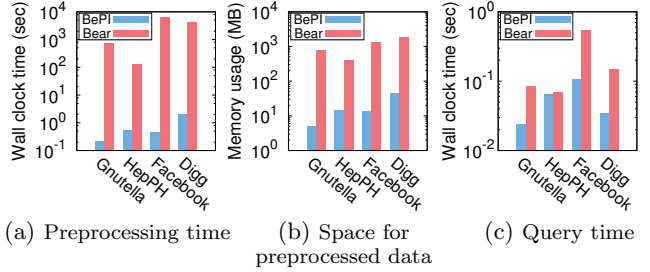 Wall clock time (sec)
10^4
10^3
10^2
10^1
10^0
10^-1
BePI
Bear
Gnutella
HepPH
Facebook
Digg
(a) Preprocessing time
Memory usage (MB)
10^4
10^3
10^2
10^1
10^0
BePI
Bear
Gnutella
HepPH
Facebook
Digg
(b) Space for
preprocessed data
Wall clock time (sec)
10^0
10^-1
10^-2
BePI
Bear
Gnutella
HepPH
Facebook
Digg
(c) Query time